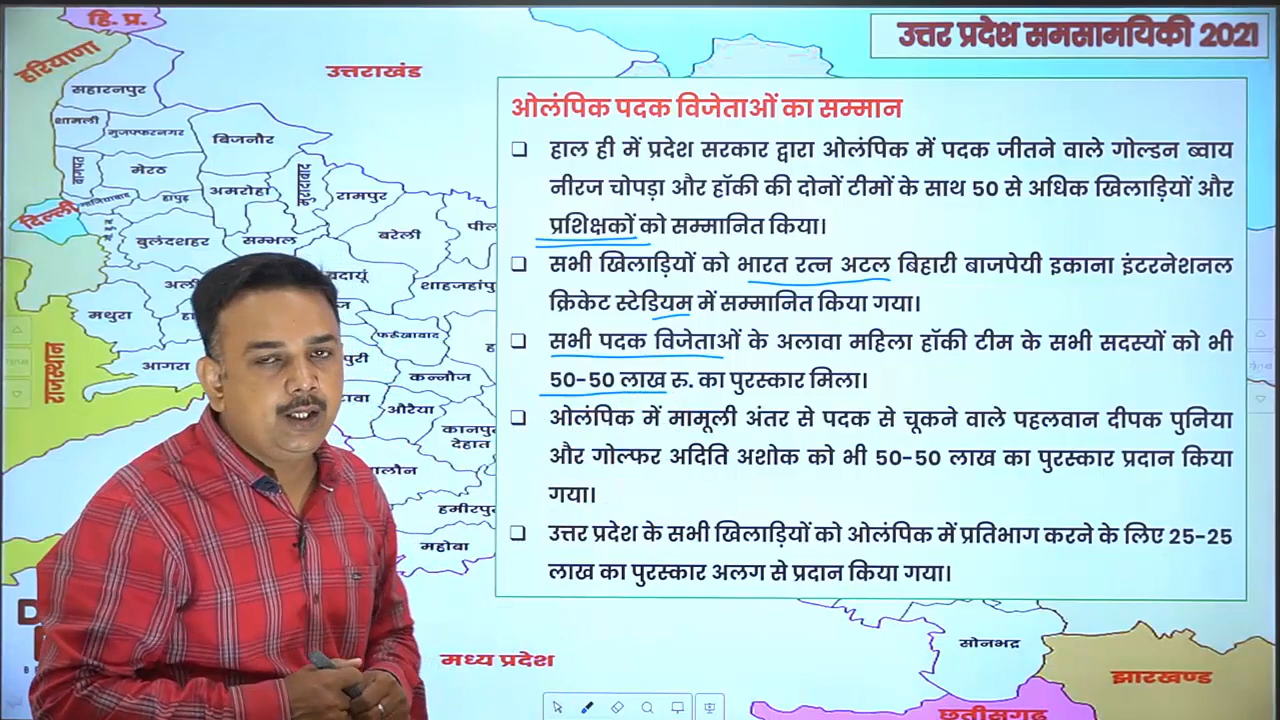 हि. प्र.
उत्तर प्रदेश समसामयिकी 2021
हरियाणा
उत्तराखंड
सहारनपुर
शामली
मुजफ्फरनगर
बिजनौर
बागपत
मेरठ
अमरोहा
मुरादाबाद
रामपुर
दिल्ली
गाजियाबाद
हापुड़
बुलंदशहर
सम्भल
बरेली
पील
अली
बदायूं
शाहजहांपु
मथुरा
हा
फर्रुखाबाद
राजस्थान
आगरा
पुरी
कन्नौज
ह
औरैया
कानपु
देहात
हमीरपु
महोबा
ओलंपिक पदक विजेताओं का सम्मान
हाल ही में प्रदेश सरकार द्वारा ओलंपिक में पदक जीतने वाले गोल्डन ब्वाय
नीरज चोपड़ा और हॉकी की दोनों टीमों के साथ 50 से अधिक खिलाड़ियों और
प्रशिक्षकों को सम्मानित किया।
सभी खिलाड़ियों को भारत रत्न अटल बिहारी बाजपेयी इकाना इंटरनेशनल
क्रिकेट स्टेडियम में सम्मानित किया गया।
सभी पदक विजेताओं के अलावा महिला हॉकी टीम के सभी सदस्यों को भी
50-50 लाख रु. का पुरस्कार मिला।
ओलंपिक में मामूली अंतर से पदक से चूकने वाले पहलवान दीपक पुनिया
और गोल्फर अदिति अशोक को भी 50-50 लाख का पुरस्कार प्रदान किया
गया।
उत्तर प्रदेश के सभी खिलाड़ियों को ओलंपिक में प्रतिभाग करने के लिए 25-25
लाख का पुरस्कार अलग से प्रदान किया गया।
मध्य प्रदेश
सोनभद्र
झारखण्ड
छत्तीसगढ़